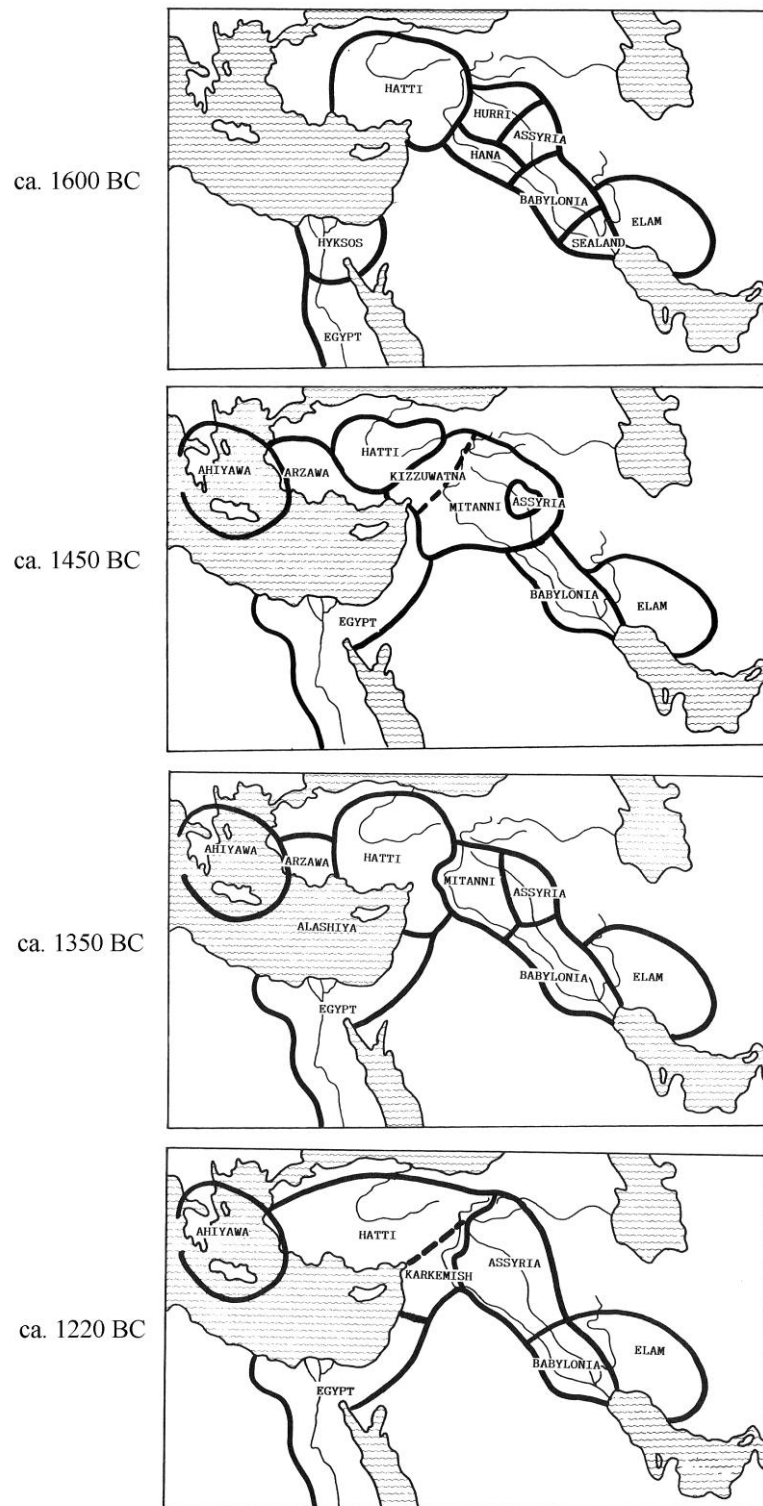 ca. 1600 BC
HATTI
HURRI
ASSYRIA
HANA
BABYLONIA
ELAM
HYKSOS
SEALAND
EGYPT
ca. 1450 BC
AHIYAWA
ARZAWA
HATTI
KIZZUWATNA
MITANNI
ASSYRIA
BABYLONIA
ELAM
EGYPT
ca. 1350 BC
AHIYAWA
ARZAWA
HATTI
MITANNI
ASSYRIA
ALASHIYA
BABYLONIA
ELAM
EGYPT
ca. 1220 BC
AHIYAWA
HATTI
ASSYRIA
KARKEMISH
ELAM
BABYLONIA
EGYPT